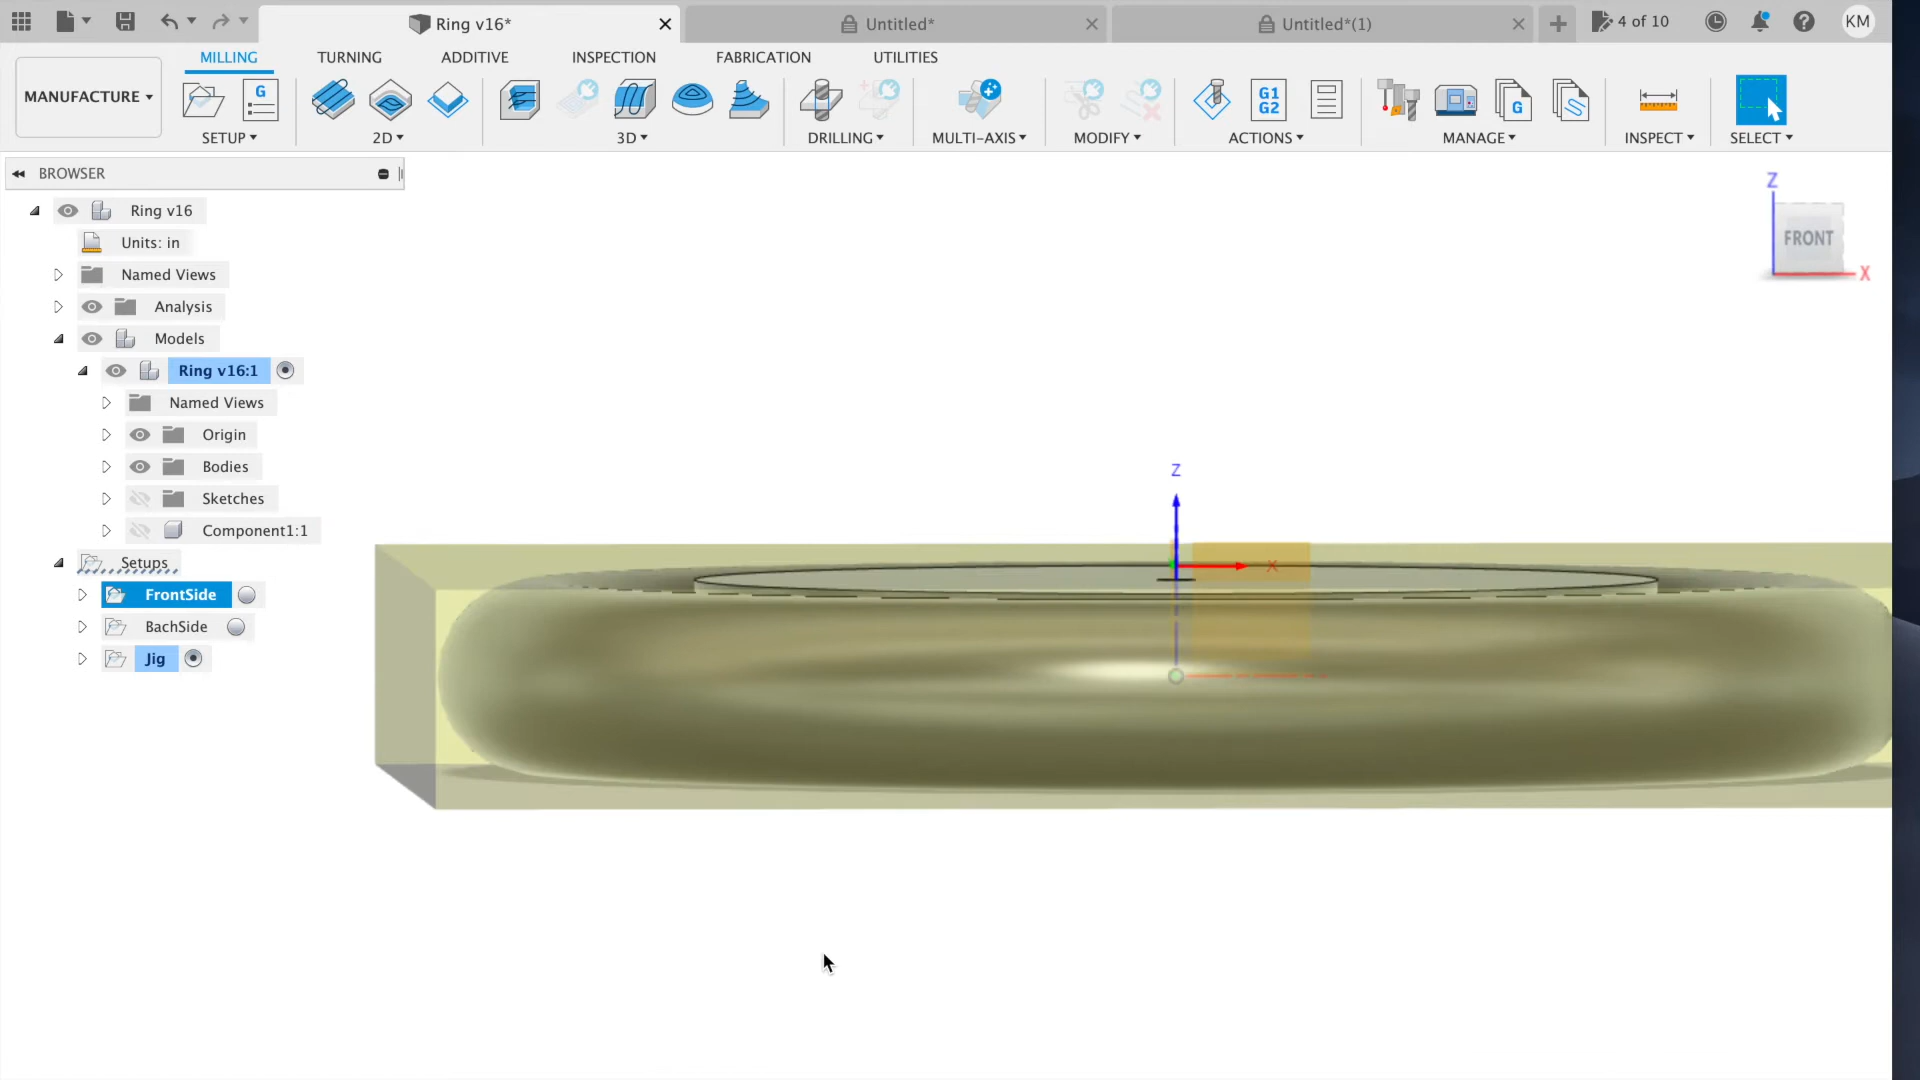 Ring v16*
Untitled*
Untitled*(1)
4 of 10
KM
MILLING
TURNING
ADDITIVE
INSPECTION
FABRICATION
UTILITIES
MANUFACTURE
G
G1
G2
G
SETUP
2D
3D
DRILLING
MULTI-AXIS
MODIFY
ACTIONS
MANAGE
INSPECT
SELECT
BROWSER
Ring v16
Units: in
Named Views
Analysis
Models
Ring v16:1
Named Views
Origin
Bodies
Sketches
Component1:1
Setups
FrontSide
BachSide
Jig
Z
FRONT
X
Z
X